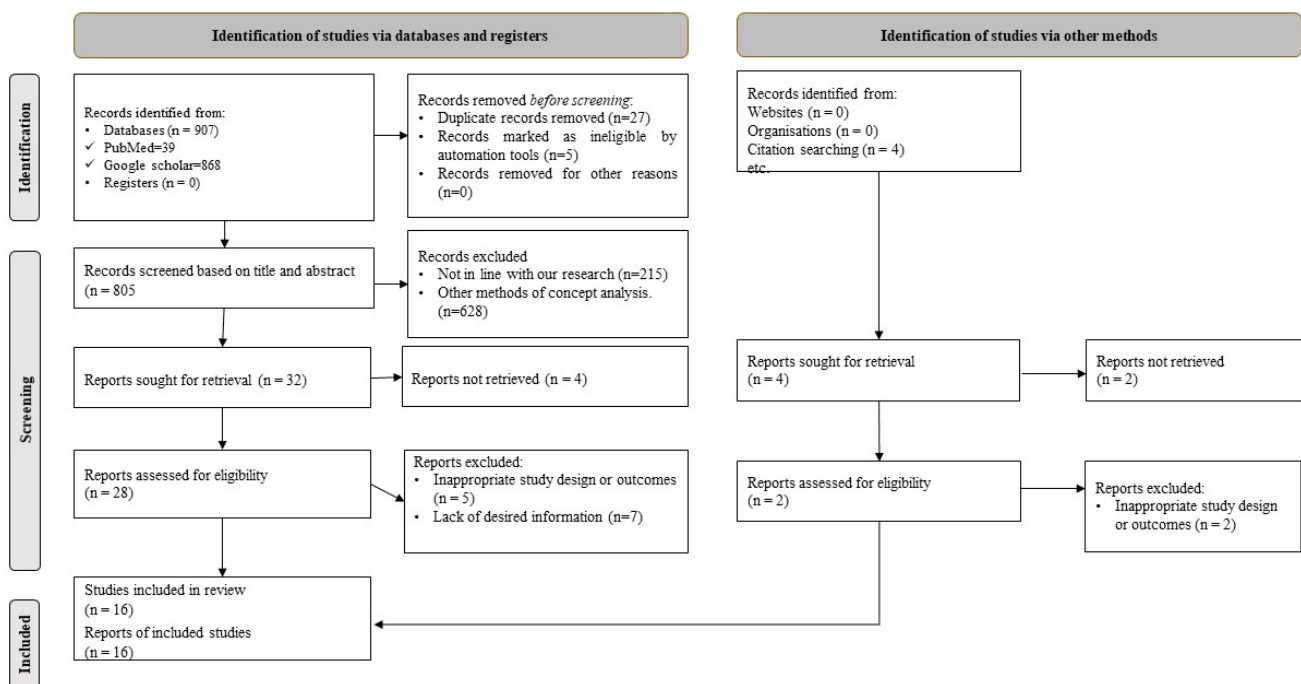 Identification of studies via databases and registers
Identification of studies via other methods
Identification
Records identified from:
• Databases (n = 907)
✓ PubMed=39
✓ Google scholar=868
• Registers (n = 0)
Records removed before screening:
• Duplicate records removed (n=27)
• Records marked as ineligible by
automation tools (n=5)
• Records removed for other reasons
(n=0)
Records identified from:
Websites (n = 0)
Organisations (n = 0)
Citation searching (n = 4)
etc.
Screening
Records screened based on title and abstract
(n = 805
Records excluded
• Not in line with our research (n=215)
• Other methods of concept analysis.
(n=628)
Reports sought for retrieval (n = 32)
Reports not retrieved (n = 4)
Reports sought for retrieval
(n = 4)
Reports not retrieved
(n = 2)
Reports assessed for eligibility
(n = 28)
Reports excluded:
• Inappropriate study design or outcomes
(n = 5)
• Lack of desired information (n=7)
Reports assessed for eligibility
(n = 2)
Reports excluded:
• Inappropriate study design
or outcomes (n = 2)
Included
Studies included in review
(n = 16)
Reports of included studies
(n = 16)